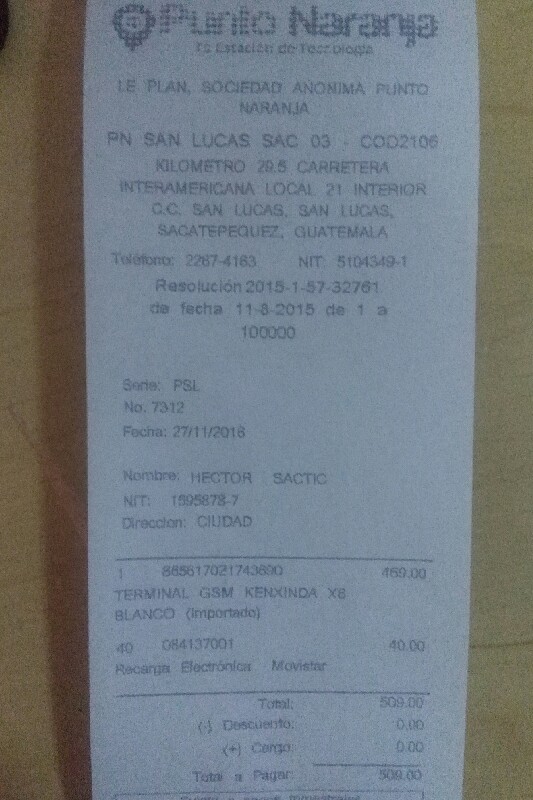 Punto Naranja
Tu Estación de Tecnología
LE PLAN, SOCIEDAD ANONIMA PUNTO
NARANJA
PN SAN LUCAS SAC 03 - COD2106
KILOMETRO 29.5 CARRETERA
INTERAMERICANA LOCAL 21 INTERIOR
C.C. SAN LUCAS, SAN LUCAS,
SACATEPEQUEZ, GUATEMALA
Teléfono: 2267-4163 NIT: 5104349-1
Resolución 2015-1-57-32761
de fecha 11-8-2015 de 1 a
100000
Serie: PSL
No. 7312
Fecha: 27/11/2016
Nombre: HECTOR SACTIC
NIT: 1595878-7
Direccion: CIUDAD
1 865617021743690 469.00
TERMINAL GSM KENXINDA X6
BLANCO (importado)
40 084137001 40.00
Recarga Electrónica Movistar
Total: 509.00
(-) Descuento: 0.00
(+) Cargo: 0.00
Total a Pagar: 509.00